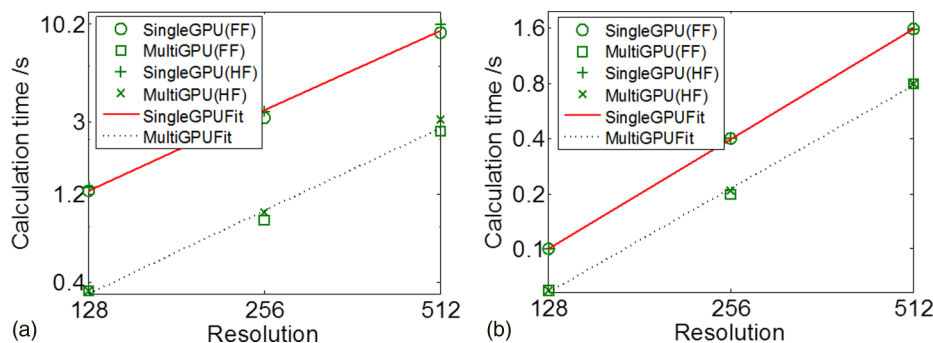 10.2
3
1.2
0.4
Calculation time /s
SingleGPU(FF)
MultiGPU(FF)
SingleGPU(HF)
MultiGPU(HF)
SingleGPUFit
MultiGPUFit
128
256
512
Resolution
(a)
1.6
0.8
0.4
0.2
0.1
Calculation time /s
SingleGPU(FF)
MultiGPU(FF)
SingleGPU(HF)
MultiGPU(HF)
SingleGPUFit
MultiGPUFit
128
256
512
Resolution
(b)